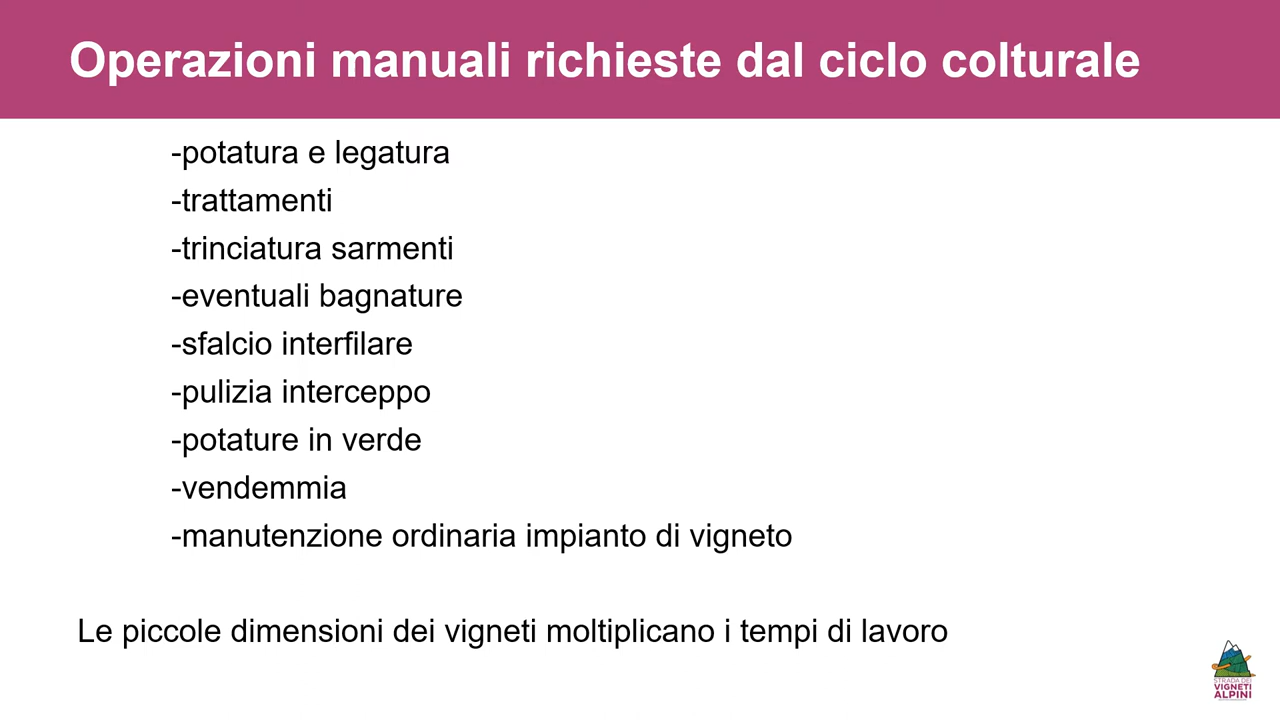 Operazioni manuali richieste dal ciclo colturale
-potatura e legatura
-trattamenti
-trinciatura sarmenti
-eventuali bagnature
-sfalcio interfilare
-pulizia interceppo
-potature in verde
-vendemmia
-manutenzione ordinaria impianto di vigneto
Le piccole dimensioni dei vigneti moltiplicano i tempi di lavoro
STRADA DEI
VIGNETI
ALPINI